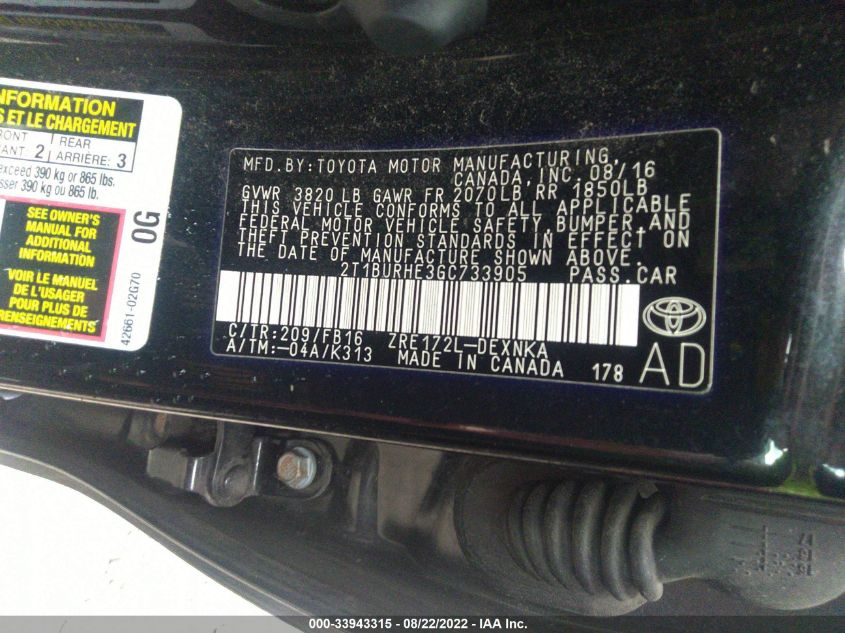 INFORMATION
S ET LE CHARGEMENT
RONT
ANT 2
REAR
ARRIÈRE: 3
exceed 390 kg or 865 lbs.
sser 390 kg ou 865 lb.
SEE OWNER'S
MANUAL FOR
ADDITIONAL
INFORMATION
VOIR LE MANUEL
DE L'USAGER
POUR PLUS DE
RENSEIGNEMENTS
0G
42661-02G70
MFD. BY: TOYOTA MOTOR MANUFACTURING,
CANADA, INC. 08/16
GVWR 3820 LB GAWR FR 2070LB RR 1850LB
THIS VEHICLE CONFORMS TO ALL APPLICABLE
FEDERAL MOTOR VEHICLE SAFETY, BUMPER, AND
THEFT PREVENTION STANDARDS IN EFFECT ON
THE DATE OF MANUFACTURE SHOWN ABOVE.
2T1BURHE3GC733905 PASS.CAR
C/TR: 209/FB16 ZRE172L-DEXNKA
A/TM: -04A/K313 MADE IN CANADA 178
AD
000-33943315 - 08/22/2022 - IAA Inc.